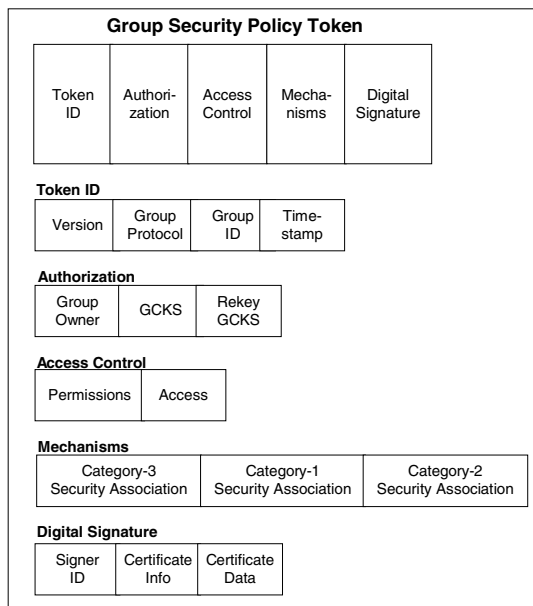 Group Security Policy Token
Token ID
Authori-zation
Access Control
Mecha-nisms
Digital Signature
Token ID
Version
Group Protocol
Group ID
Time-stamp
Authorization
Group Owner
GCKS
Rekey GCKS
Access Control
Permissions
Access
Mechanisms
Category-3 Security Association
Category-1 Security Association
Category-2 Security Association
Digital Signature
Signer ID
Certificate Info
Certificate Data